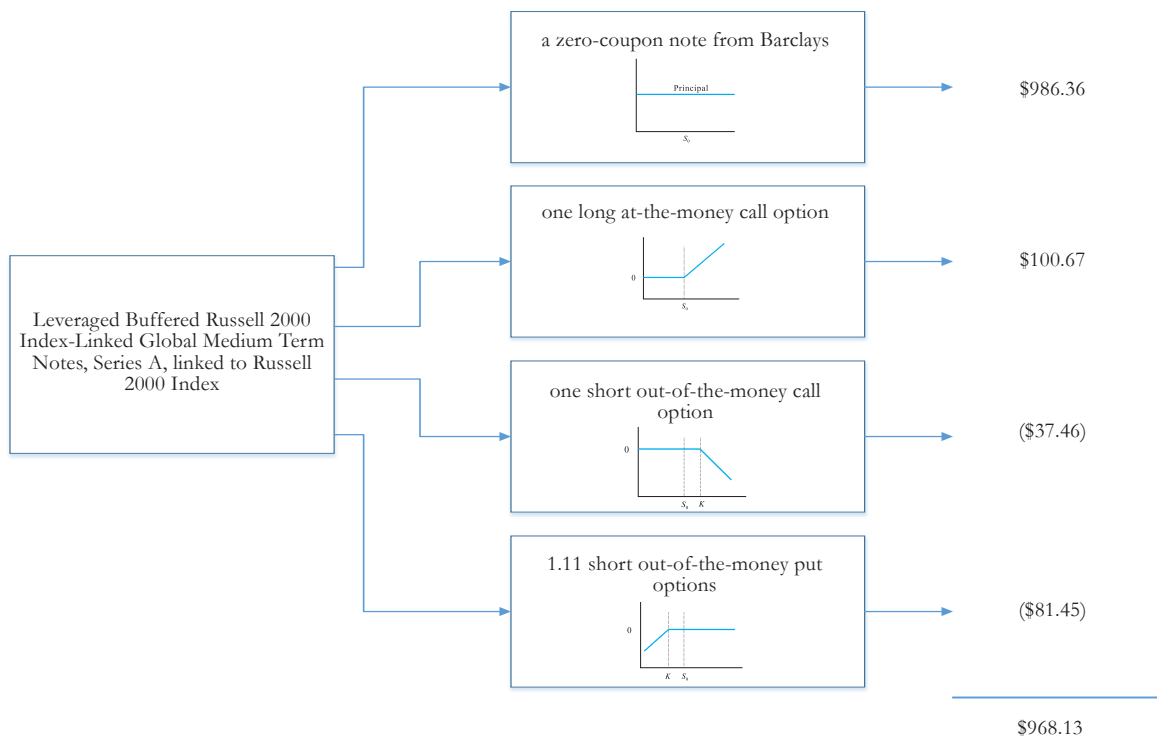 a zero-coupon note from Barclays
Principal
S₀
$986.36
one long at-the-money call option
0
S₀
$100.67
Leveraged Buffered Russell 2000
Index-Linked Global Medium Term
Notes, Series A, linked to Russell
2000 Index
one short out-of-the-money call
option
0
S₀ K
($37.46)
1.11 short out-of-the-money put
options
0
K S₀
($81.45)
$968.13